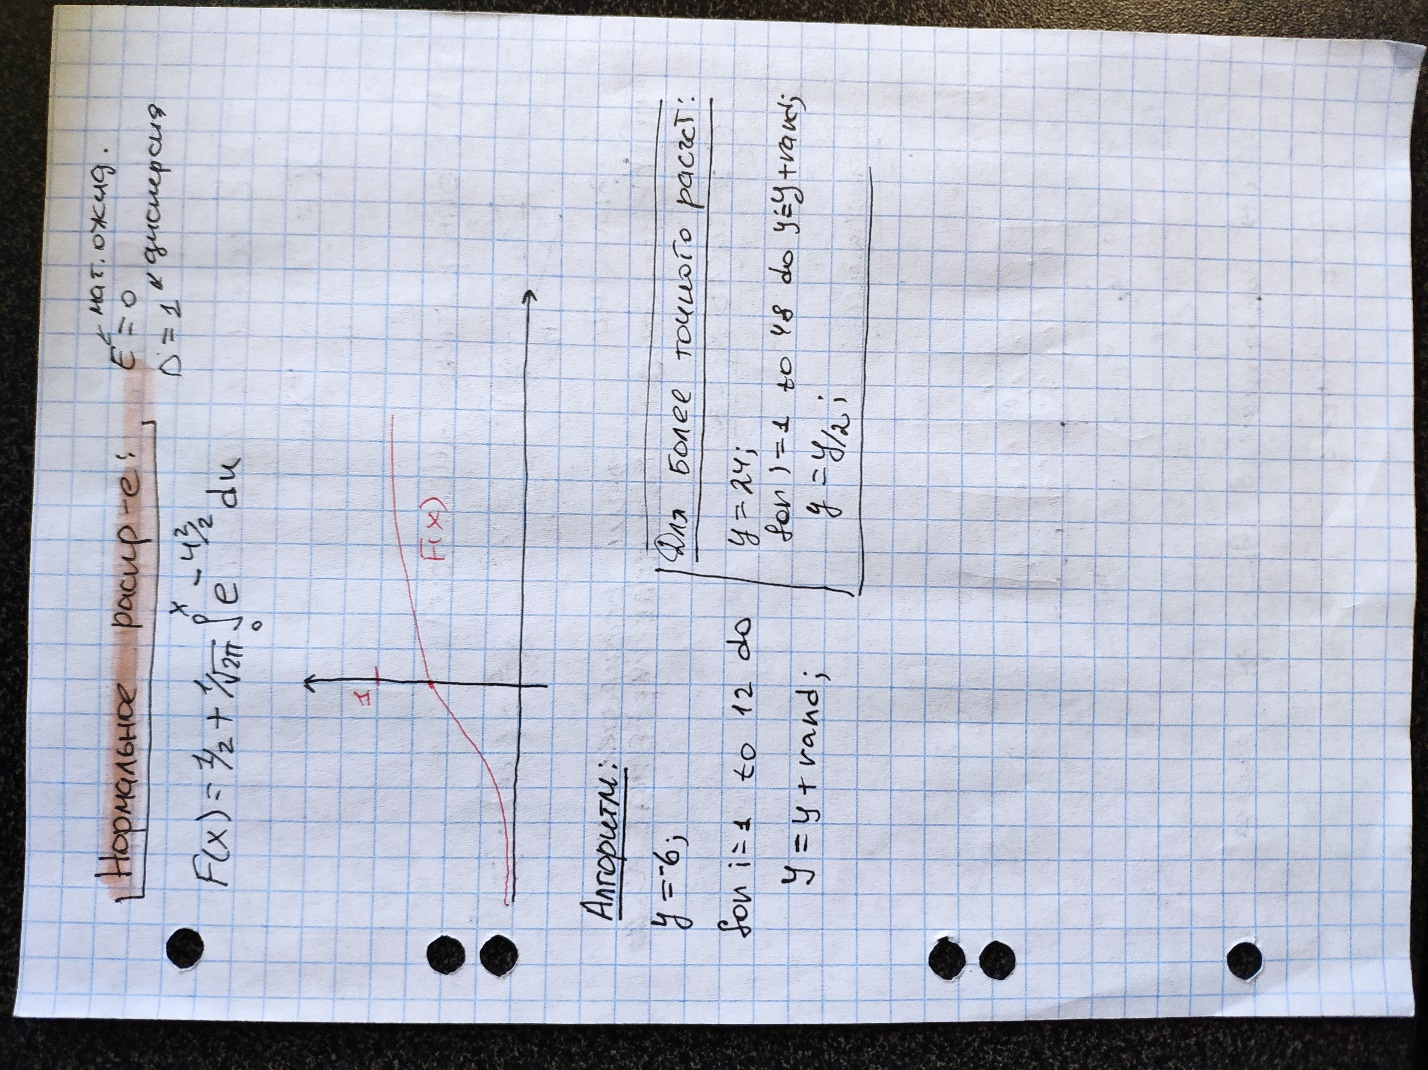 Нормальное распр-е: E = 0 ← мат. ожид.
D = 1 ← дисперсия
F(x) = 1/2 + 1/√2π ∫₀ˣ e^-u²/2 du
1
F(x)
Алгоритм:
y = -6;
for i = 1 to 12 do
y = y + rand;
Для более точного расчет:
y = 24;
for i = 1 to 48 do y = y + rand;
y = y/2;